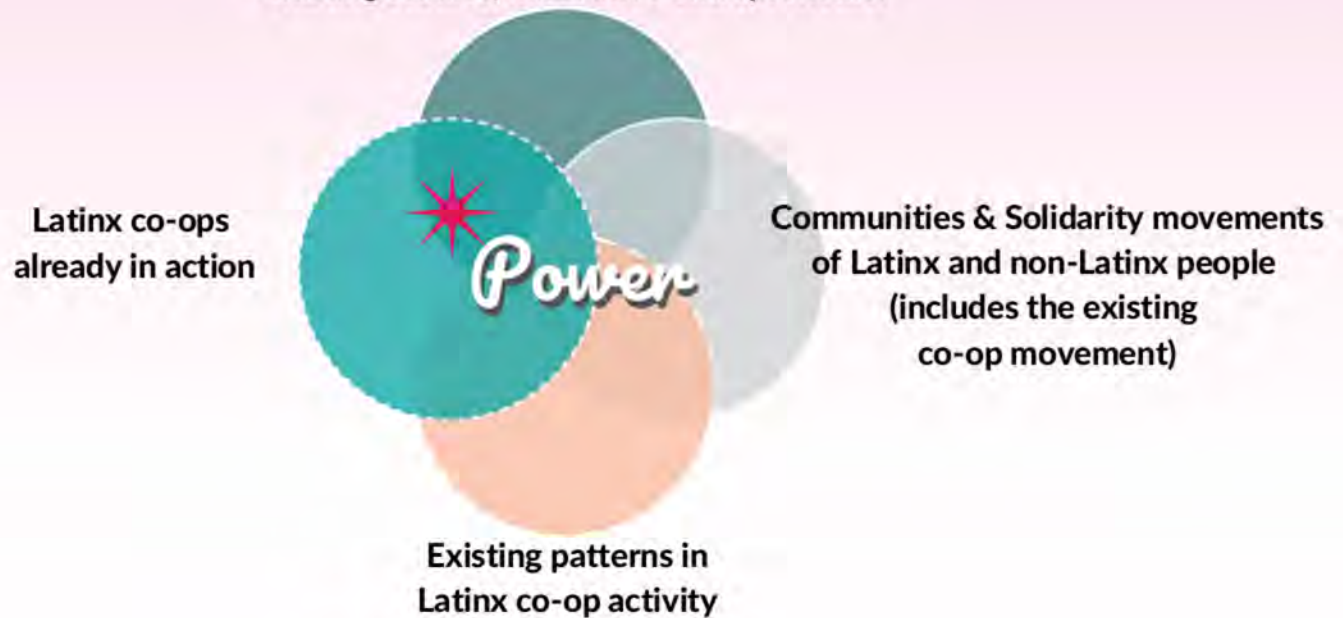 Latinx co-ops
already in action
Power
Communities & Solidarity movements
of Latinx and non-Latinx people
(includes the existing
co-op movement)
Existing patterns in
Latinx co-op activity